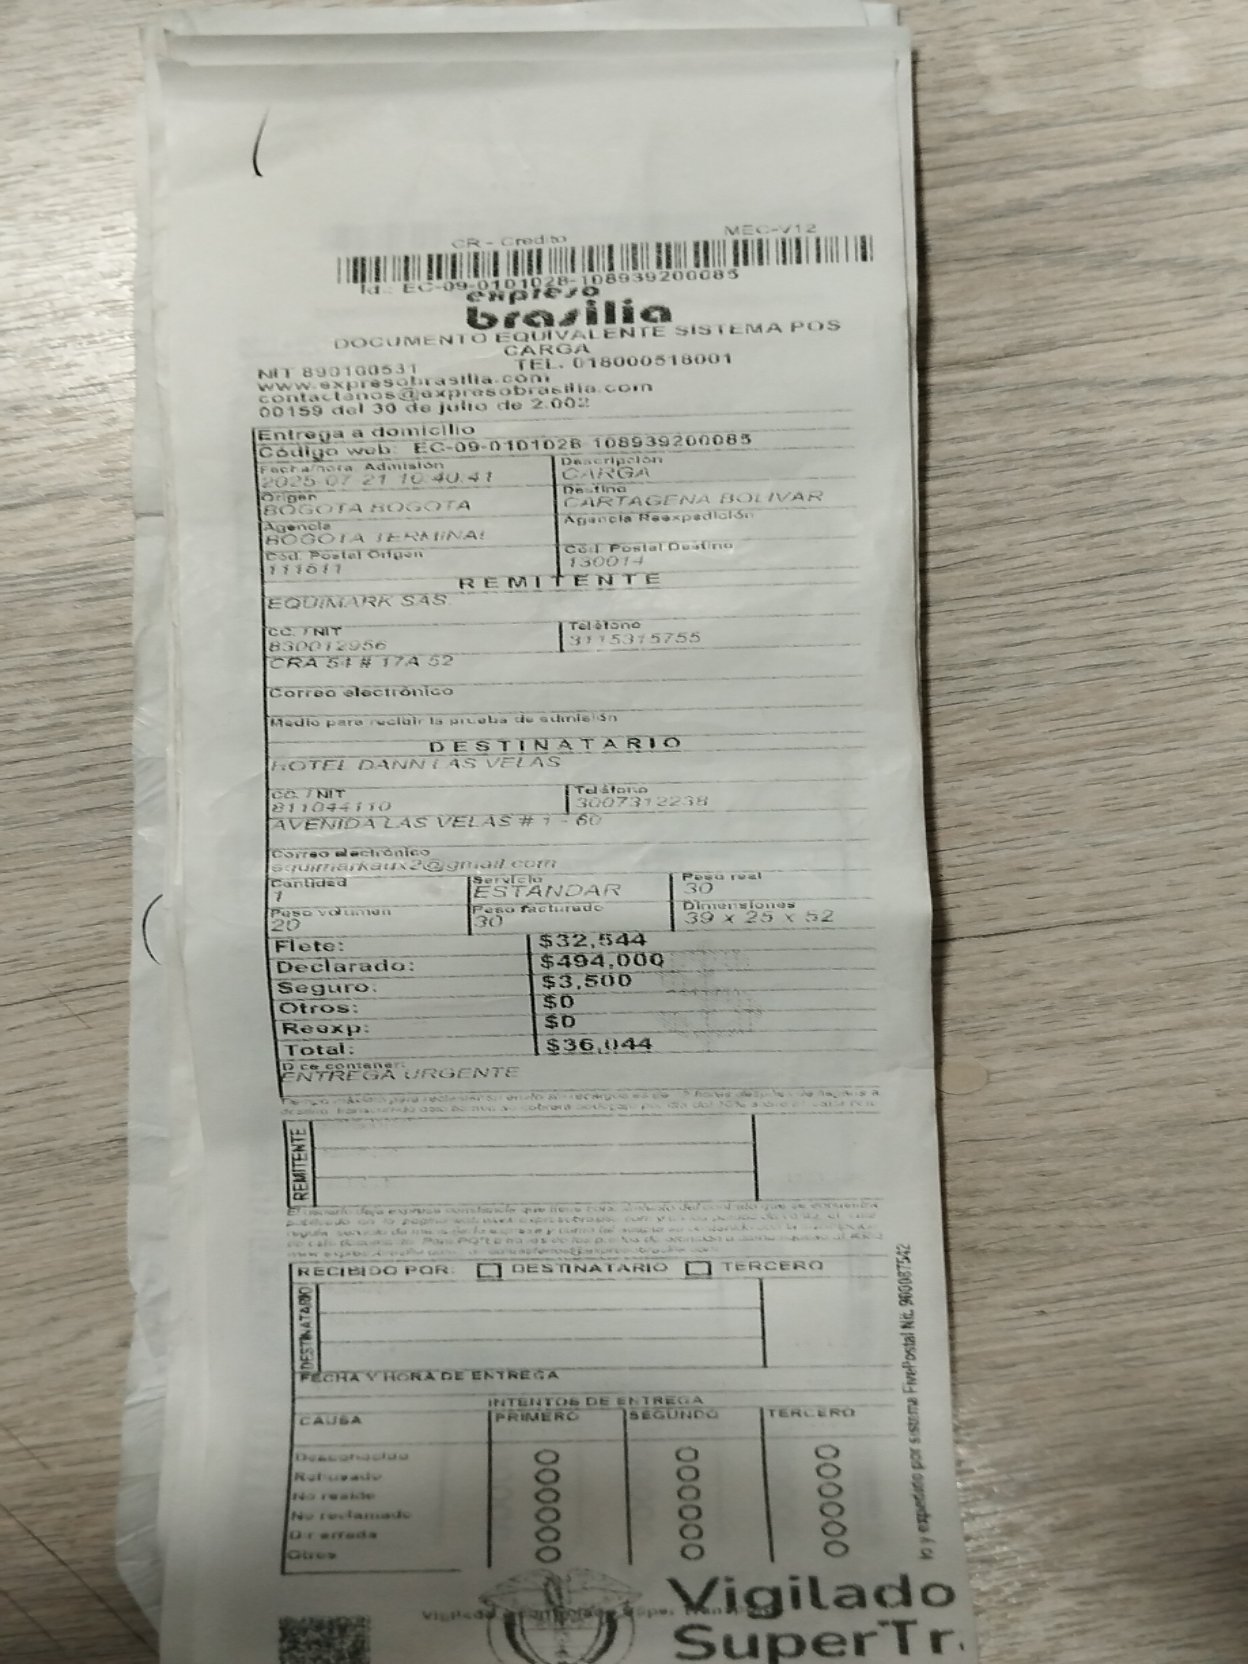 CR - Credito MEC-V12
Id.: EC-09-0101028-108939200085
expreso
brasilia
DOCUMENTO EQUIVALENTE SISTEMA POS
CARGA
NIT 890100531 TEL. 018000518001
www.expresobrasilia.com
contactenos@expresobrasilia.com
00159 del 30 de julio de 2.002
Entrega a domicilio
Código web: EC-09-0101028-108939200085
Fecha/hora Admisión Descripción
2025-07-21 10:40:41 CARGA
Origen Destino
BOGOTA BOGOTA CARTAGENA BOLIVAR
Agencia Agencia Reexpedición
BOGOTA TERMINAL
Cód. Postal Origen Cód. Postal Destino
111611 130014
REMITENTE
EQUIMARK SAS.
CC. / NIT Teléfono
830012956 3115315755
CRA 54 # 17A 52
Correo electrónico
Medio para recibir la prueba de admisión
DESTINATARIO
HOTEL DANN LAS VELAS
CC. / NIT Teléfono
811044110 3007312238
AVENIDA LAS VELAS # 1 - 60
Correo electrónico
equimarkaux2@gmail.com
Cantidad Servicio Peso real
1 ESTANDAR 30
Peso volumen Peso facturado Dimensiones
20 30 39 x 25 x 52
Flete: $32,544
Declarado: $494,000
Seguro: $3,500
Otros: $0
Reexp: $0
Total: $36,044
Dice contener:
ENTREGA URGENTE
REMITENTE
RECIBIDO POR: DESTINATARIO TERCERO
DESTINATARIO
FECHA Y HORA DE ENTREGA
INTENTOS DE ENTREGA
CAUSA PRIMERO SEGUNDO TERCERO
Desconocido
Rehusado
No reside
No reclamado
Dir errada
Otros
Vigilado
SuperTr
io y expedido por sistema FivePostal Nit. 900087542